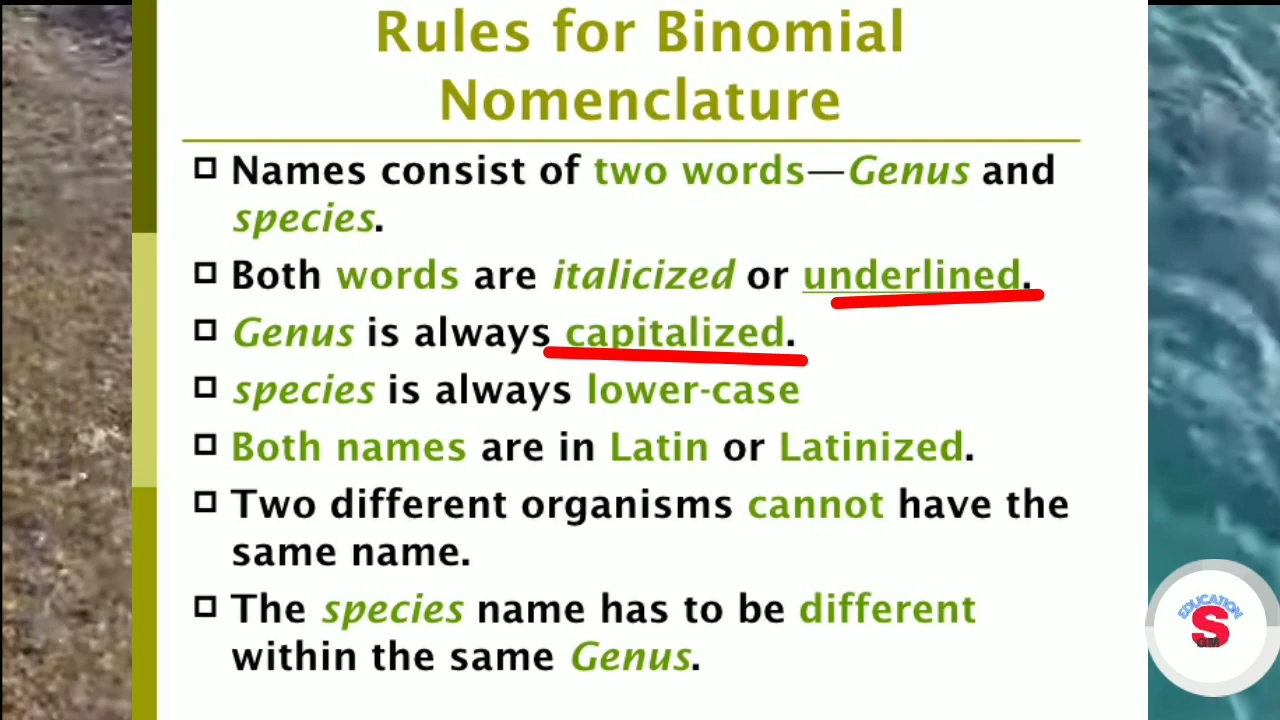 Rules for Binomial
Nomenclature
Names consist of two words—Genus and
species.
Both words are italicized or underlined.
Genus is always capitalized.
species is always lower-case
Both names are in Latin or Latinized.
Two different organisms cannot have the
same name.
The species name has to be different
within the same Genus.
EDUCATION
S
GM